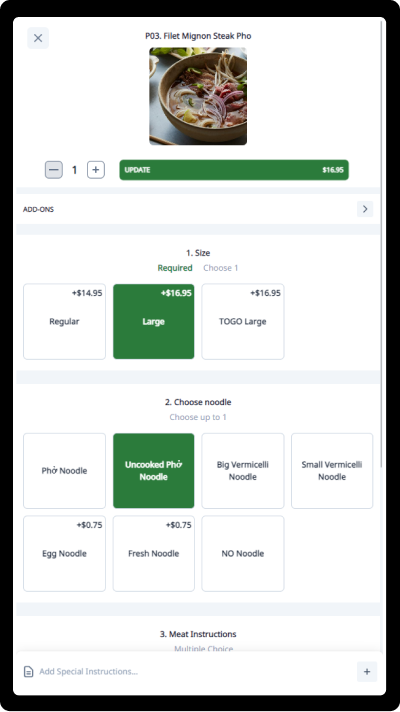 P03. Filet Mignon Steak Pho
1
UPDATE $16.95
ADD-ONS
1. Size
Required Choose 1
+$14.95 +$16.95 +$16.95
Regular Large TOGO Large
2. Choose noodle
Choose up to 1
Phở Noodle
Uncooked Phở
Noodle
Big Vermicelli
Noodle
Small Vermicelli
Noodle
+$0.75 +$0.75
Egg Noodle Fresh Noodle NO Noodle
3. Meat Instructions
Multiple Choice
Add Special Instructions...